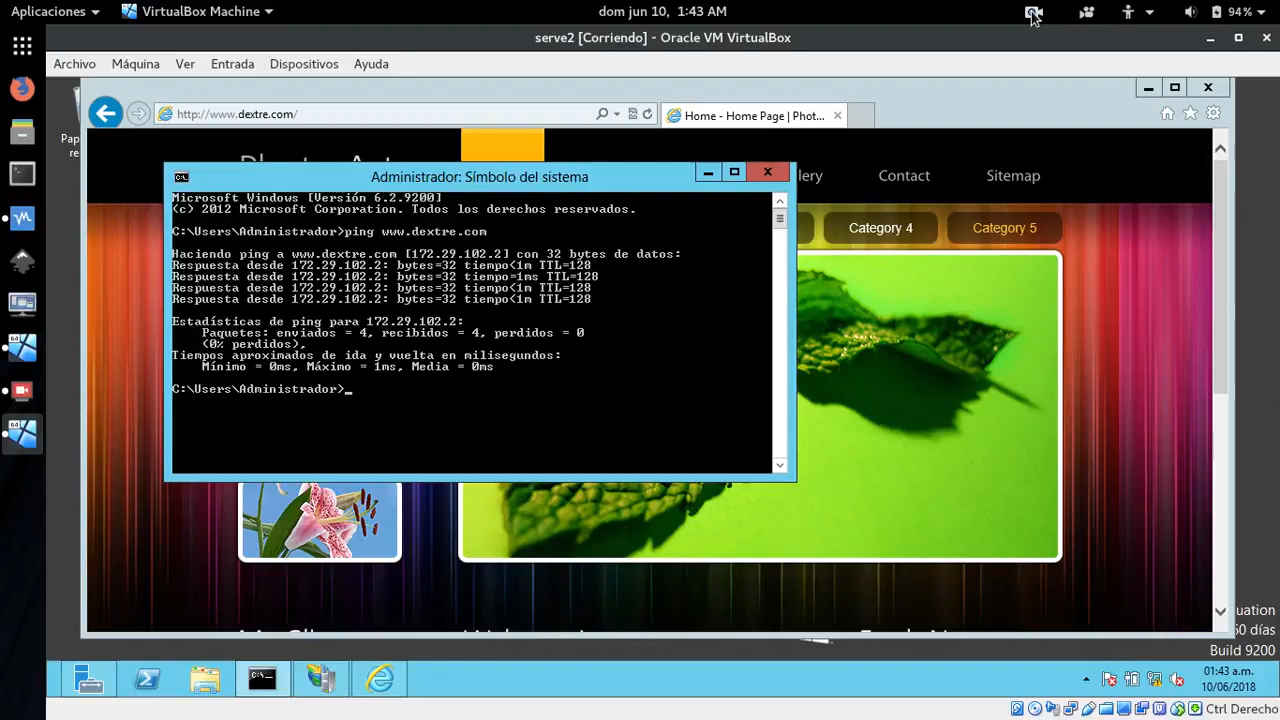 Aplicaciones
VirtualBox Machine
dom jun 10, 1:43 AM
94%
serve2 [Corriendo] - Oracle VM VirtualBox
Archivo Máquina Ver Entrada Dispositivos Ayuda
http://www.dextre.com/
Home - Home Page | Phot...
Contact
Sitemap
Category 4
Category 5
Administrador: Símbolo del sistema
Microsoft Windows [Versión 6.2.9200]
(c) 2012 Microsoft Corporation. Todos los derechos reservados.
C:\Users\Administrador>ping www.dextre.com
Haciendo ping a www.dextre.com [172.29.102.2] con 32 bytes de datos:
Respuesta desde 172.29.102.2: bytes=32 tiempo<1m TTL=128
Respuesta desde 172.29.102.2: bytes=32 tiempo=1ms TTL=128
Respuesta desde 172.29.102.2: bytes=32 tiempo<1m TTL=128
Respuesta desde 172.29.102.2: bytes=32 tiempo<1m TTL=128
Estadísticas de ping para 172.29.102.2:
Paquetes: enviados = 4, recibidos = 4, perdidos = 0
(0% perdidos),
Tiempos aproximados de ida y vuelta en milisegundos:
Mínimo = 0ms, Máximo = 1ms, Media = 0ms
C:\Users\Administrador>_
Build 9200
01:43 a.m.
10/06/2018
Ctrl Derecho